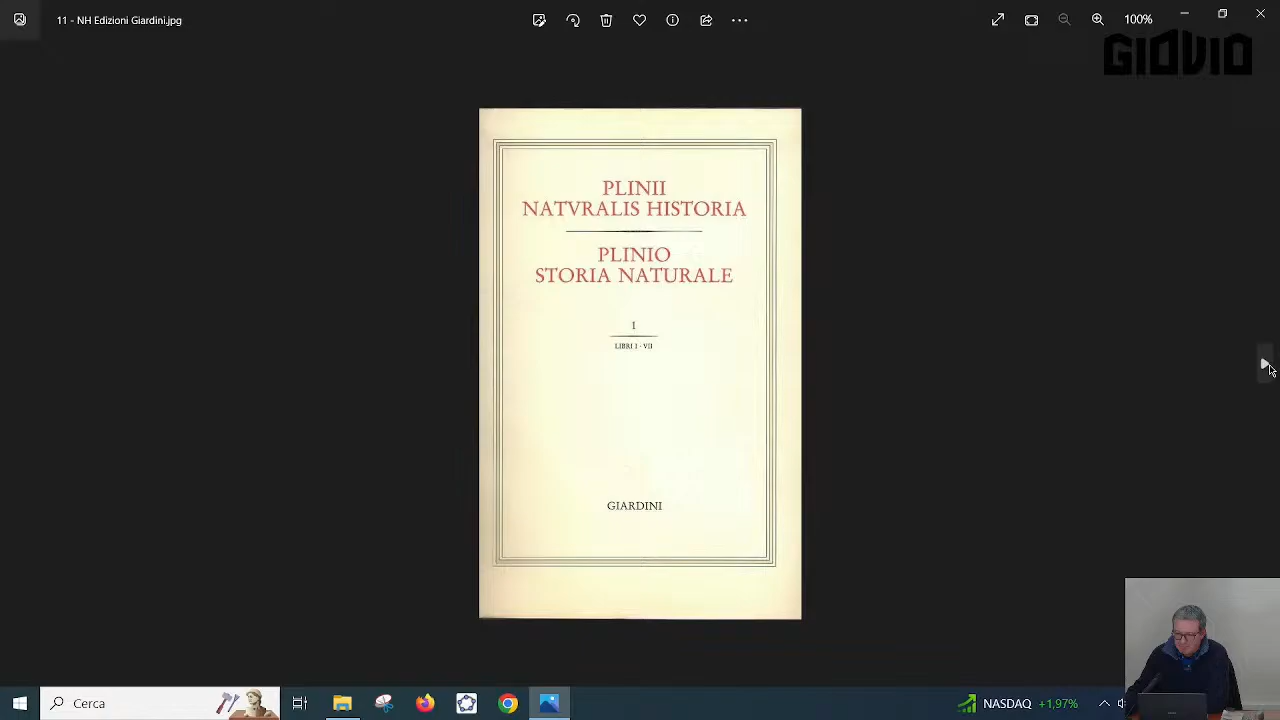 11 - NH Edizioni Giardini.jpg
100%
GIOVIO
PLINII
NATVRALIS HISTORIA
PLINIO
STORIA NATURALE
I
LIBRI I - VII
GIARDINI
Cerca
NASDAQ +1,97%